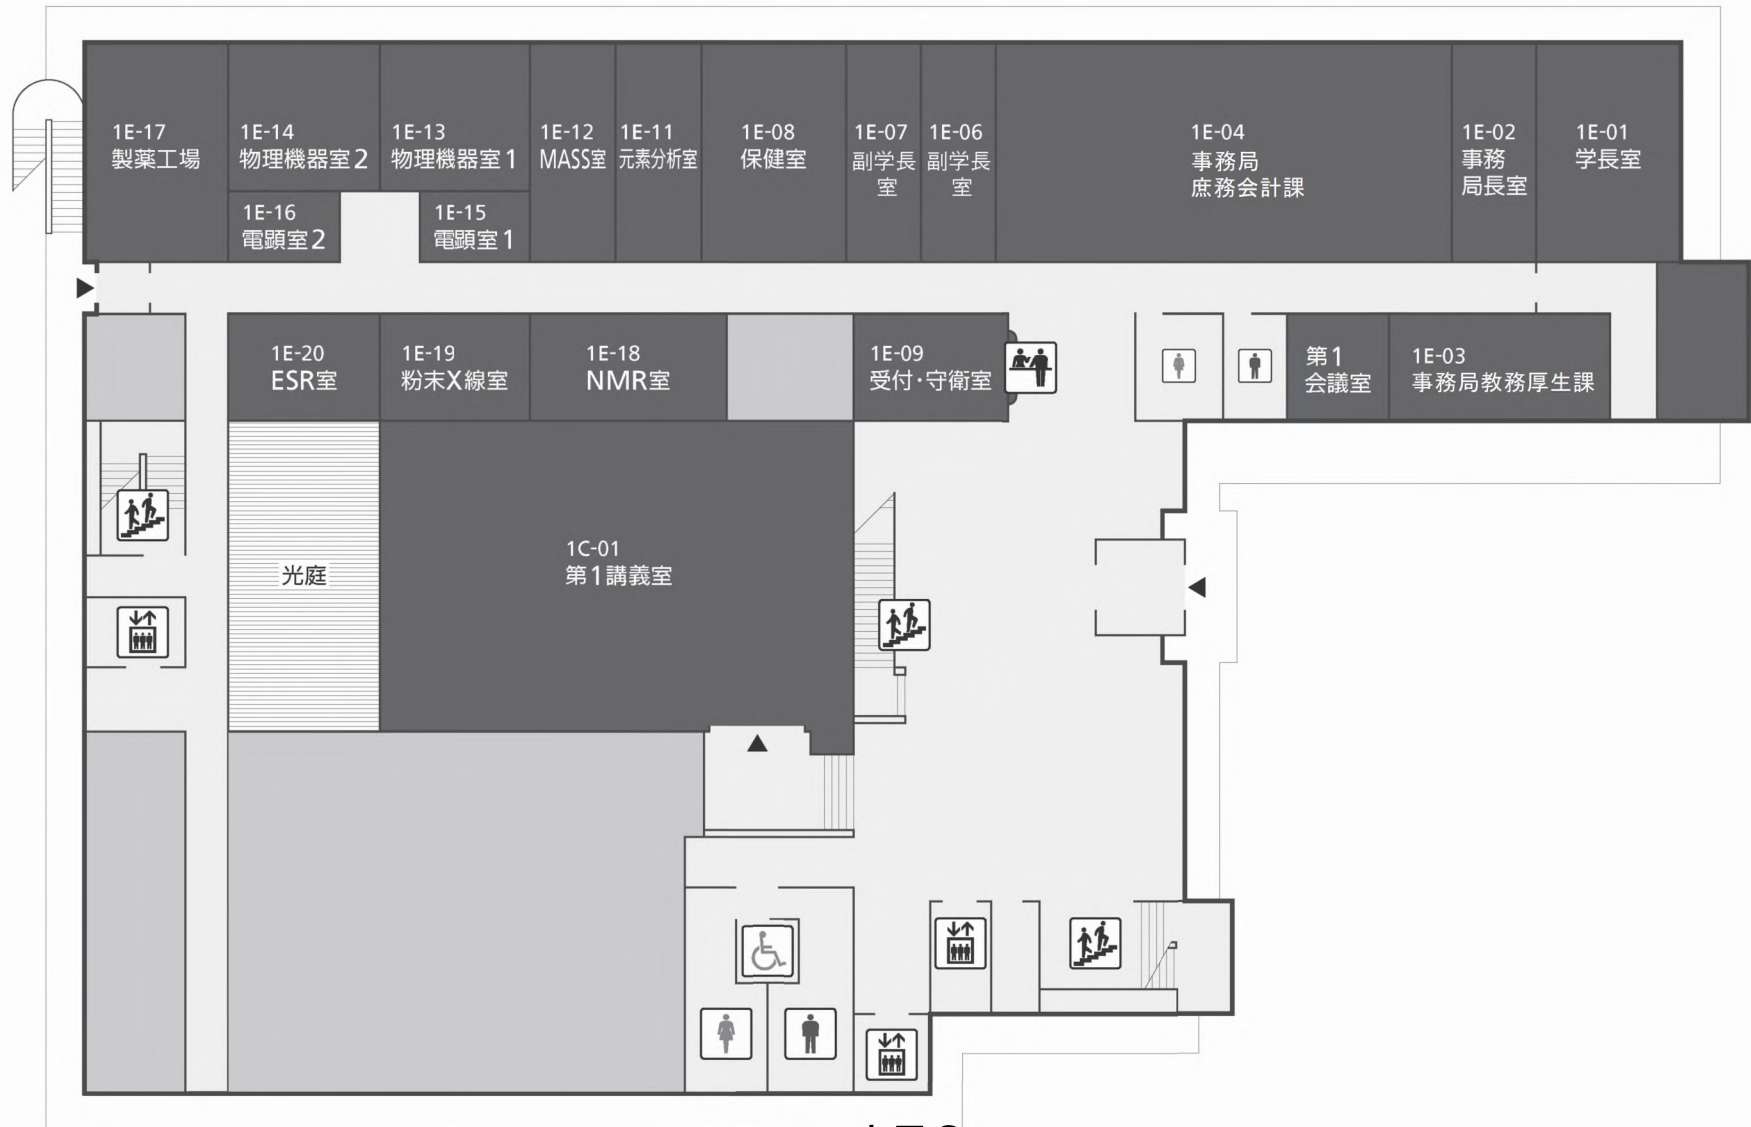 1E-17
製薬工場
1E-14
物理機器室2
1E-13
物理機器室1
1E-12
MASS室
1E-11
元素分析室
1E-08
保健室
1E-07
副学長
室
1E-06
副学長
室
1E-04
事務局
庶務会計課
1E-02
事務
局長室
1E-01
学長室
1E-16
電顕室2
1E-15
電顕室1
1E-20
ESR室
1E-19
粉末X線室
1E-18
NMR室
1E-09
受付・守衛室
第1
会議室
1E-03
事務局教務厚生課
光庭
1C-01
第1講義室